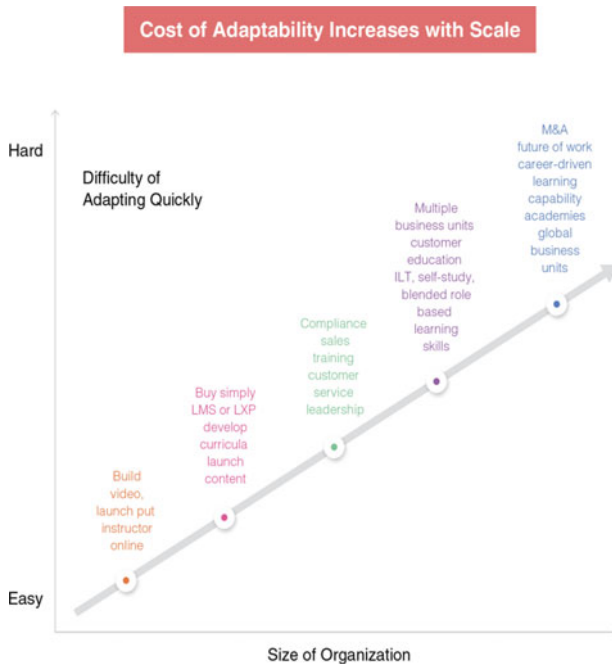 Cost of Adaptability Increases with Scale
Hard
Difficulty of
Adapting Quickly
M&A
future of work
career-driven
learning
capability
academies
global
business
units
Multiple
business units
customer
education
ILT, self-study,
blended role
based
learning
skills
Compliance
sales
training
customer
service
leadership
Buy simply
LMS or LXP
develop
curricula
launch
content
Build
video,
launch put
instructor
online
Easy
Size of Organization